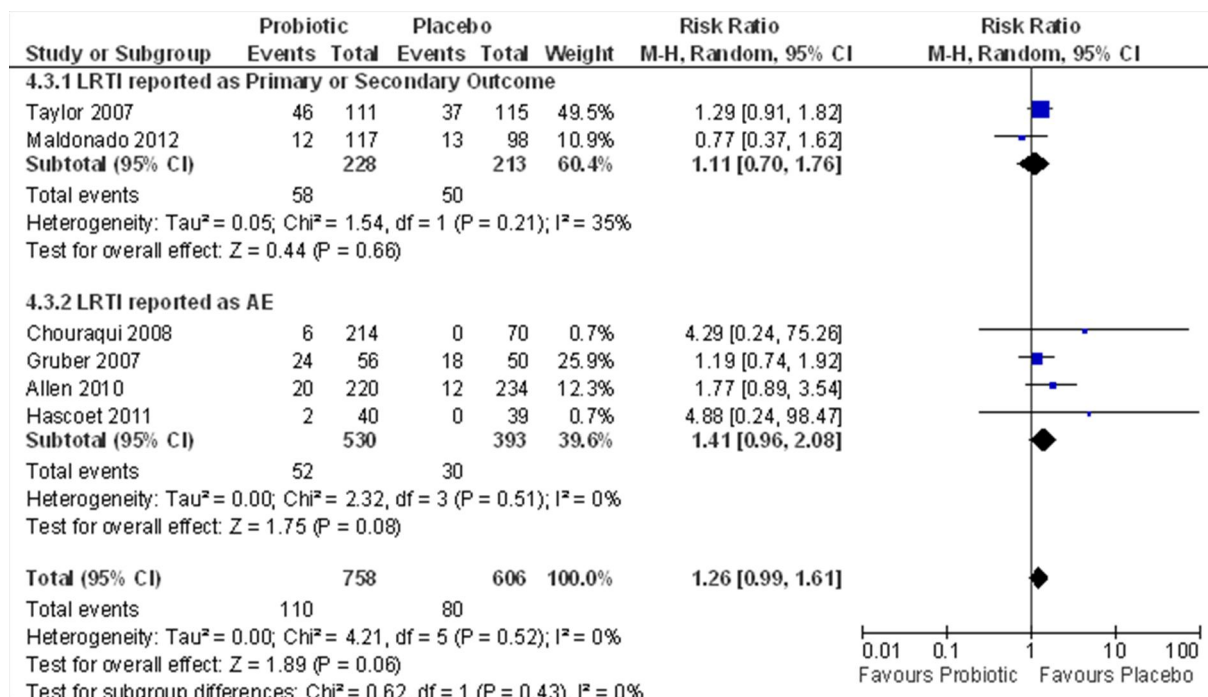 Probiotic Placebo Risk Ratio Risk Ratio
Study or Subgroup Events Total Events Total Weight M-H, Random, 95% CI M-H, Random, 95% CI
4.3.1 LRTI reported as Primary or Secondary Outcome
Taylor 2007 46 111 37 115 49.5% 1.29 [0.91, 1.82]
Maldonado 2012 12 117 13 98 10.9% 0.77 [0.37, 1.62]
Subtotal (95% CI) 228 213 60.4% 1.11 [0.70, 1.76]
Total events 58 50
Heterogeneity: Tau² = 0.05; Chi² = 1.54, df = 1 (P = 0.21); I² = 35%
Test for overall effect: Z = 0.44 (P = 0.66)
4.3.2 LRTI reported as AE
Chouraqui 2008 6 214 0 70 0.7% 4.29 [0.24, 75.26]
Gruber 2007 24 56 18 50 25.9% 1.19 [0.74, 1.92]
Allen 2010 20 220 12 234 12.3% 1.77 [0.89, 3.54]
Hascoet 2011 2 40 0 39 0.7% 4.88 [0.24, 98.47]
Subtotal (95% CI) 530 393 39.6% 1.41 [0.96, 2.08]
Total events 52 30
Heterogeneity: Tau² = 0.00; Chi² = 2.32, df = 3 (P = 0.51); I² = 0%
Test for overall effect: Z = 1.75 (P = 0.08)
Total (95% CI) 758 606 100.0% 1.26 [0.99, 1.61]
Total events 110 80
Heterogeneity: Tau² = 0.00; Chi² = 4.21, df = 5 (P = 0.52); I² = 0%
Test for overall effect: Z = 1.89 (P = 0.06)
Test for subgroup differences: Chi² = 0.62, df = 1 (P = 0.43), I² = 0%
0.01 0.1 1 10 100
Favours Probiotic Favours Placebo